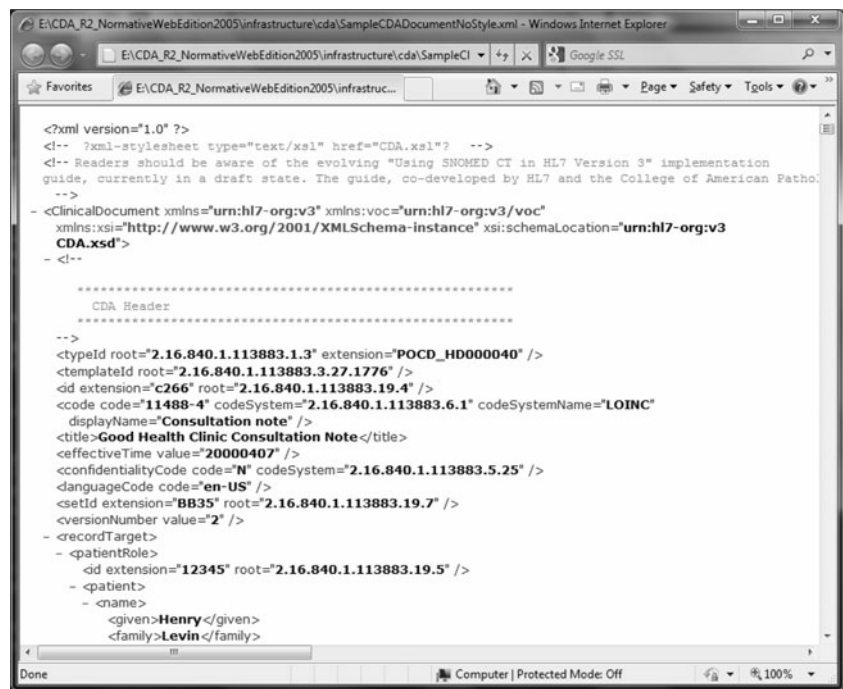 E:\CDA_R2_NormativeWebEdition2005\infrastructure\cda\SampleCDADocumentNoStyle.xml - Windows Internet Explorer
E:\CDA_R2_NormativeWebEdition2005\infrastructure\cda\SampleCl
Google SSL
Favorites
E:\CDA_R2_NormativeWebEdition2005\infrastruc...
Page
Safety
Tools
<?xml version="1.0" ?>
<!-- ?xml-stylesheet type="text/xsl" href="CDA.xsl"? -->
<!-- Readers should be aware of the evolving "Using SNOMED CT in HL7 Version 3" implementation
guide, currently in a draft state. The guide, co-developed by HL7 and the College of American Pathol
-->
- <ClinicalDocument xmlns="urn:hl7-org:v3" xmlns:voc="urn:hl7-org:v3/voc"
xmlns:xsi="http://www.w3.org/2001/XMLSchema-instance" xsi:schemaLocation="urn:hl7-org:v3
CDA.xsd">
- <!--
********************************************************
CDA Header
********************************************************
-->
<typeId root="2.16.840.1.113883.1.3" extension="POCD_HD000040" />
<templateId root="2.16.840.1.113883.3.27.1776" />
<id extension="c266" root="2.16.840.1.113883.19.4" />
<code code="11488-4" codeSystem="2.16.840.1.113883.6.1" codeSystemName="LOINC"
displayName="Consultation note" />
<title>Good Health Clinic Consultation Note</title>
<effectiveTime value="20000407" />
<confidentialityCode code="N" codeSystem="2.16.840.1.113883.5.25" />
<languageCode code="en-US" />
<setId extension="BB35" root="2.16.840.1.113883.19.7" />
<versionNumber value="2" />
- <recordTarget>
- <patientRole>
<id extension="12345" root="2.16.840.1.113883.19.5" />
- <patient>
- <name>
<given>Henry</given>
<family>Levin</family>
Done
Computer | Protected Mode: Off
100%